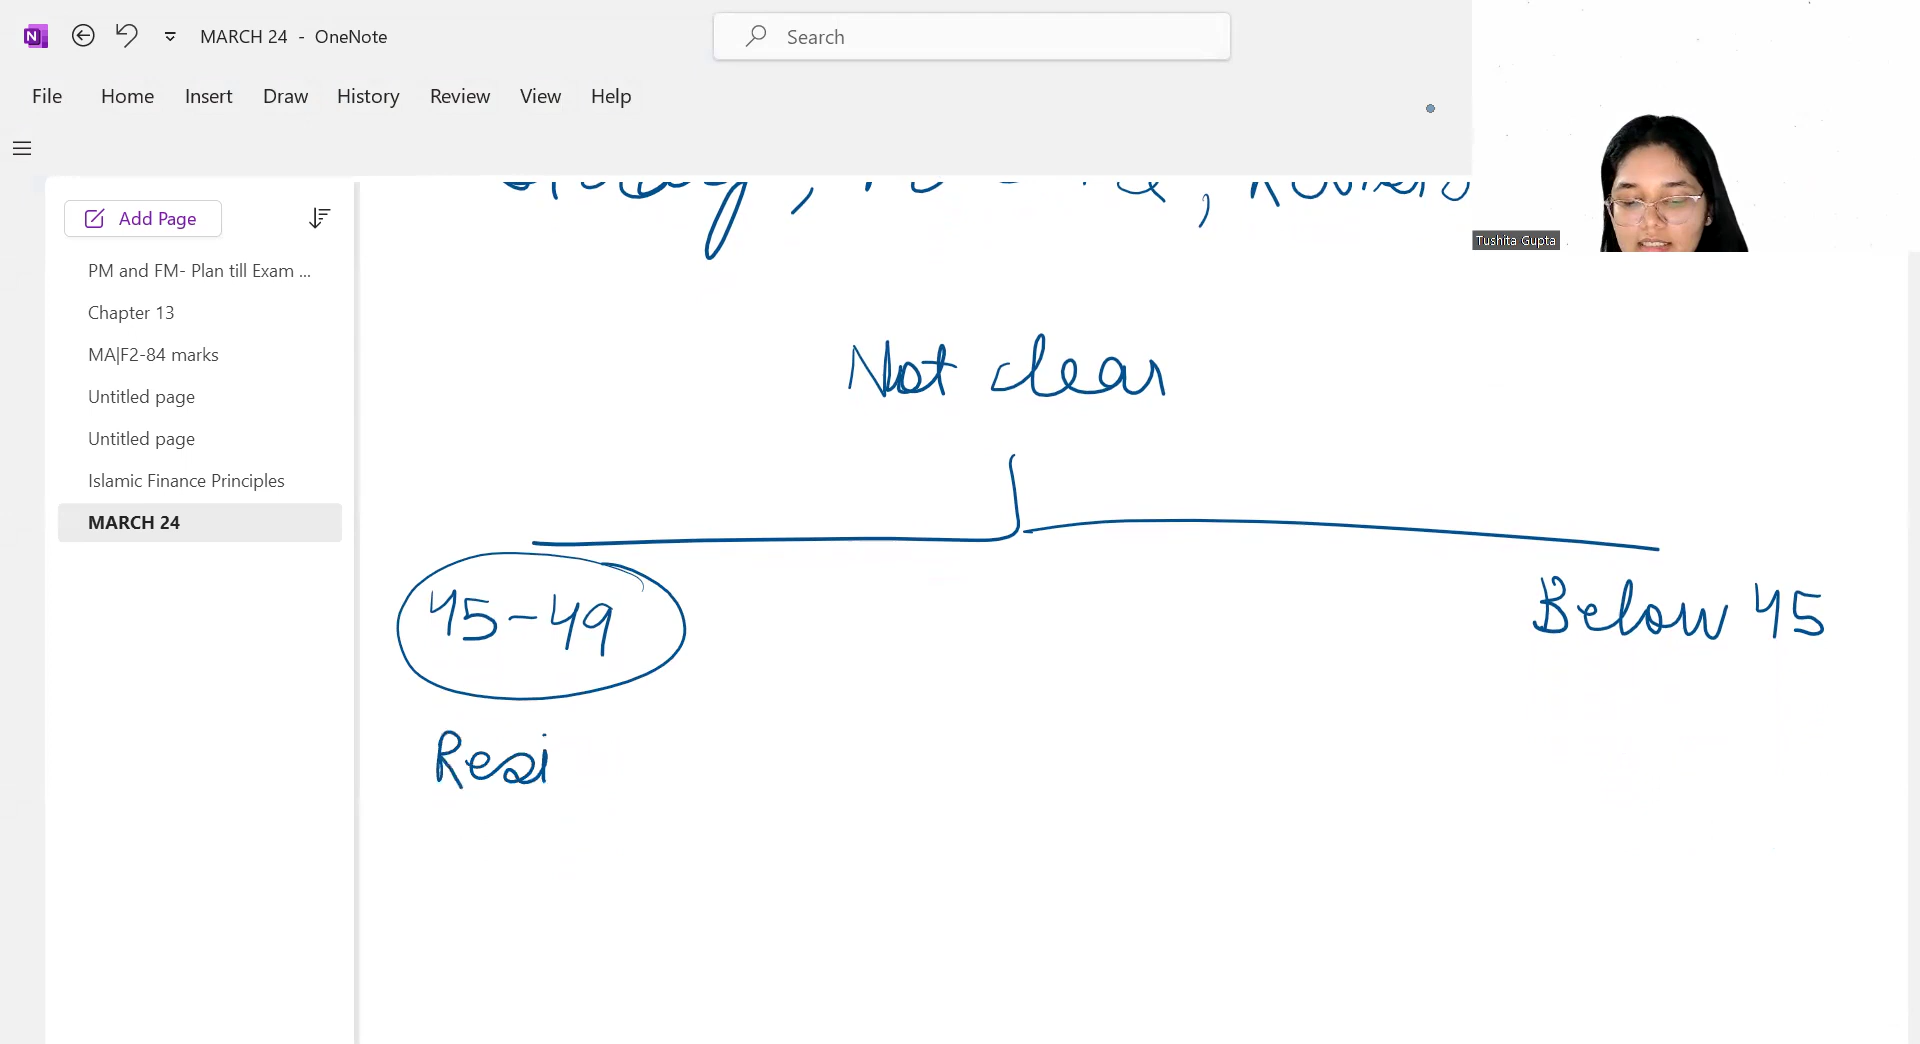 MARCH 24 - OneNote
Search
File Home Insert Draw History Review View Help
Add Page
Tushita Gupta
PM and FM- Plan till Exam ...
Chapter 13
MA|F2-84 marks
Untitled page
Untitled page
Islamic Finance Principles
MARCH 24
Not clear
45-49
Below 45
Resi